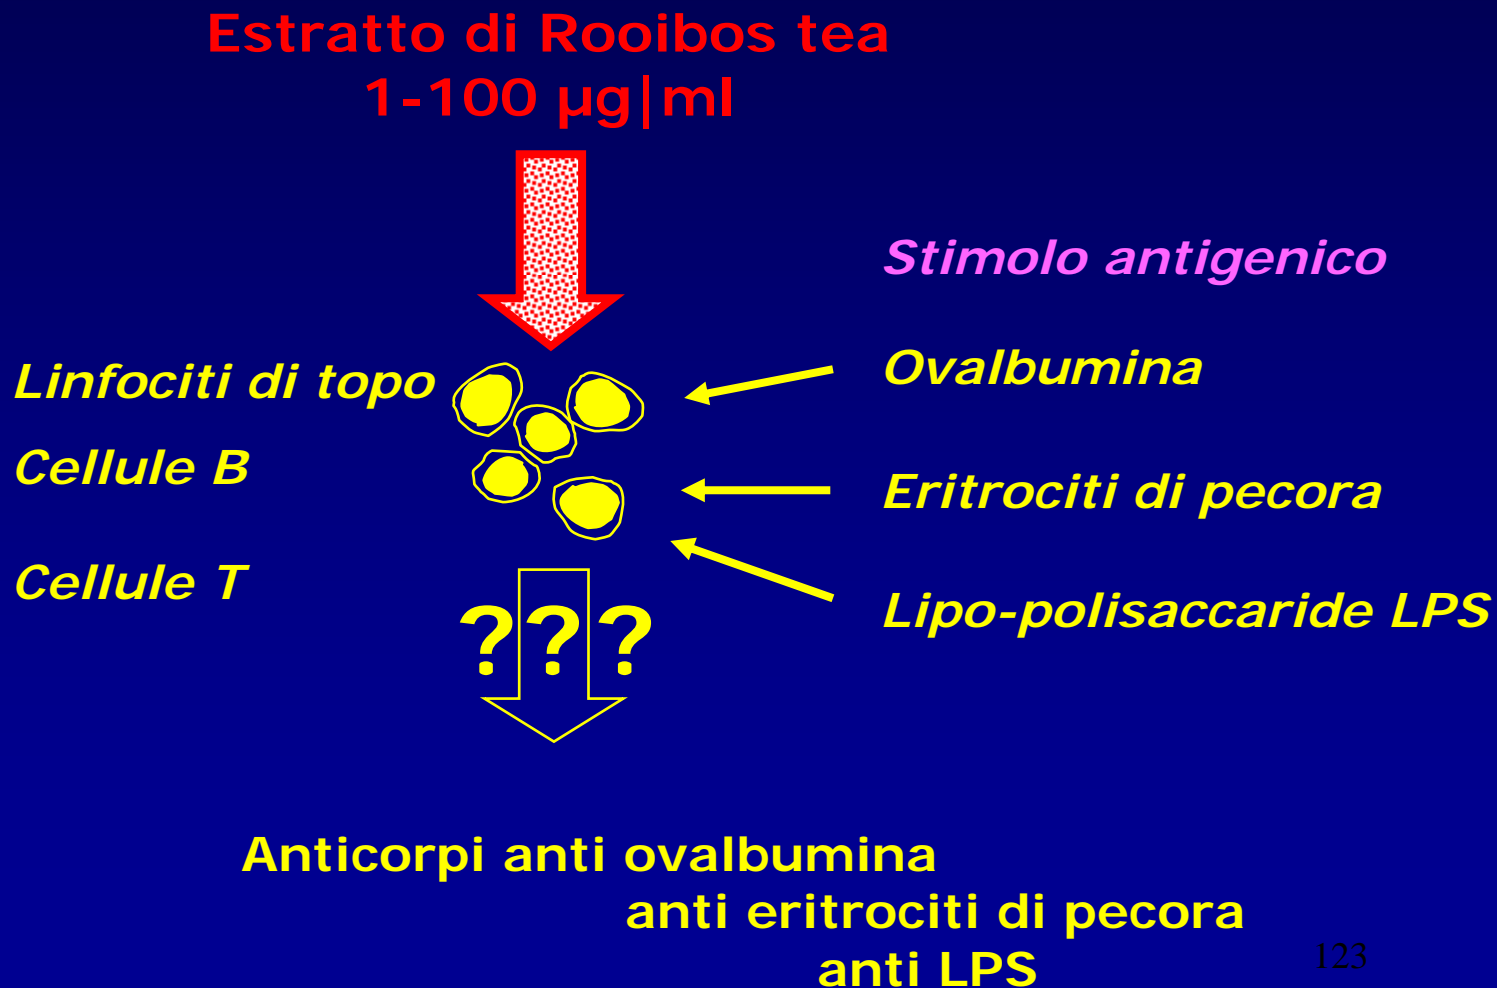 Estratto di Rooibos tea
1-100 µg|ml
Stimolo antigenico
Linfociti di topo
Ovalbumina
Cellule B
Eritrociti di pecora
Cellule T
Lipo-polisaccaride LPS
???
Anticorpi anti ovalbumina
anti eritrociti di pecora
anti LPS
123